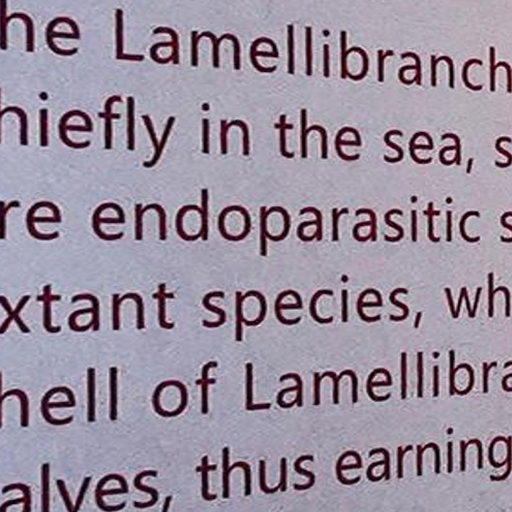 he Lamellibranch
hiefly in the sea, s
re endoparasitic s
xtant species, wh
hell of Lamellibra
alves, thus earning